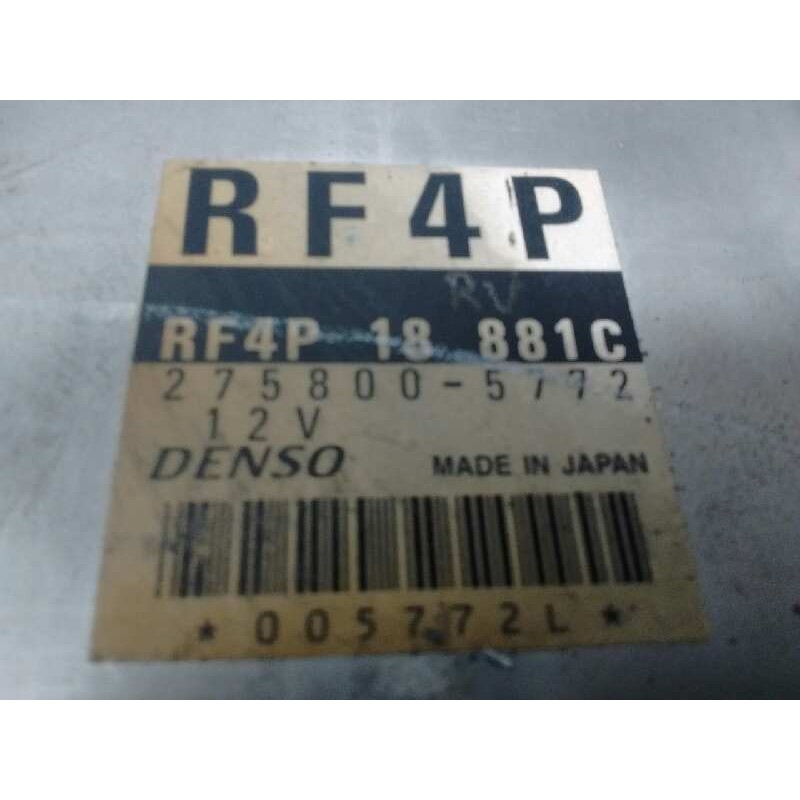 RF4P
RV
RF4P 18 881C
275800-5772
12V
DENSO MADE IN JAPAN
* 005772L *